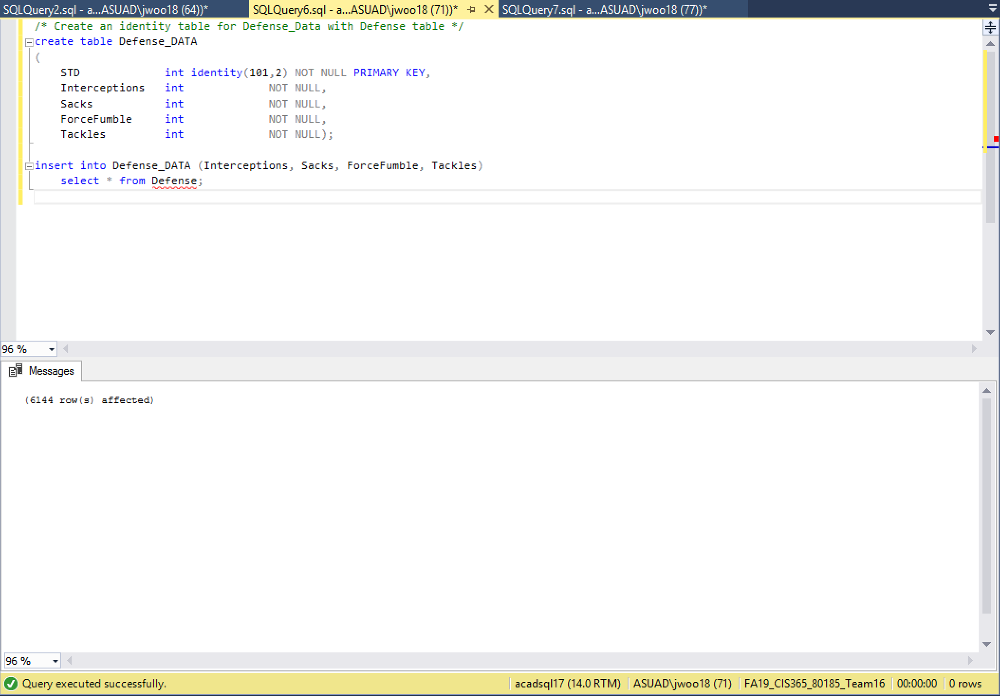 SQLQuery2.sql - a...ASUAD\jwoo18 (64))* SQLQuery6.sql - a...ASUAD\jwoo18 (71))* SQLQuery7.sql - a...ASUAD\jwoo18 (77))*
/* Create an identity table for Defense_Data with Defense table */
create table Defense_DATA
(
STD int identity(101,2) NOT NULL PRIMARY KEY,
Interceptions int NOT NULL,
Sacks int NOT NULL,
ForceFumble int NOT NULL,
Tackles int NOT NULL);
insert into Defense_DATA (Interceptions, Sacks, ForceFumble, Tackles)
select * from Defense;
96 %
Messages
(6144 row(s) affected)
96 %
Query executed successfully. acadsql17 (14.0 RTM) ASUAD\jwoo18 (71) FA19_CIS365_80185_Team16 00:00:00 0 rows